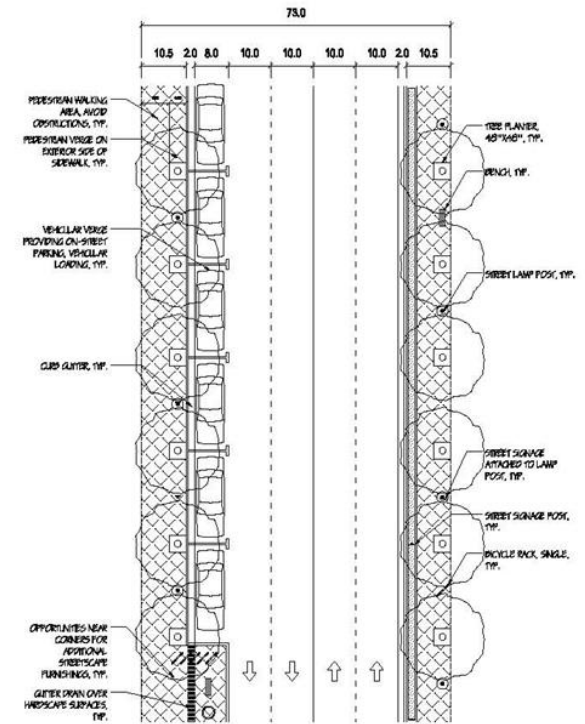 73.0
10.5 2.0 8.0 10.0 10.0 10.0 10.0 2.0 10.5
PEDESTRIAN WALKING
AREA, AVOID
OBSTRUCTIONS, TYP.
PEDESTRIAN VERGE ON
EXTERIOR SIDE OF
SIDEWALK, TYP.
VEHICULAR VERGE
PROVIDING ON-STREET
PARKING, VEHICULAR
LOADING, TYP.
CURB GUTTER, TYP.
OPPORTUNITIES NEAR
CORNERS FOR
ADDITIONAL
STREETSCAPE
FURNISHINGS, TYP.
GUTTER DRAIN OVER
HARDSCAPE SURFACES,
TYP.
TREE PLANTER,
48"X48", TYP.
BENCH, TYP.
STREET LAMP POST, TYP.
STREET SIGNAGE
ATTACHED TO LAMP
POST, TYP.
STREET SIGNAGE POST,
TYP.
BICYCLE RACK, SINGLE,
TYP.